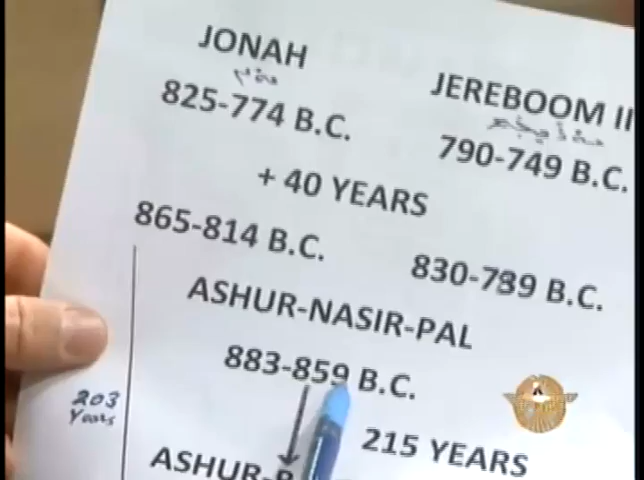 JONAH
825-774 B.C.
JEREBOOM II
790-749 B.C.
+ 40 YEARS
865-814 B.C.
830-789 B.C.
ASHUR-NASIR-PAL
883-859 B.C.
203
Years
215 YEARS